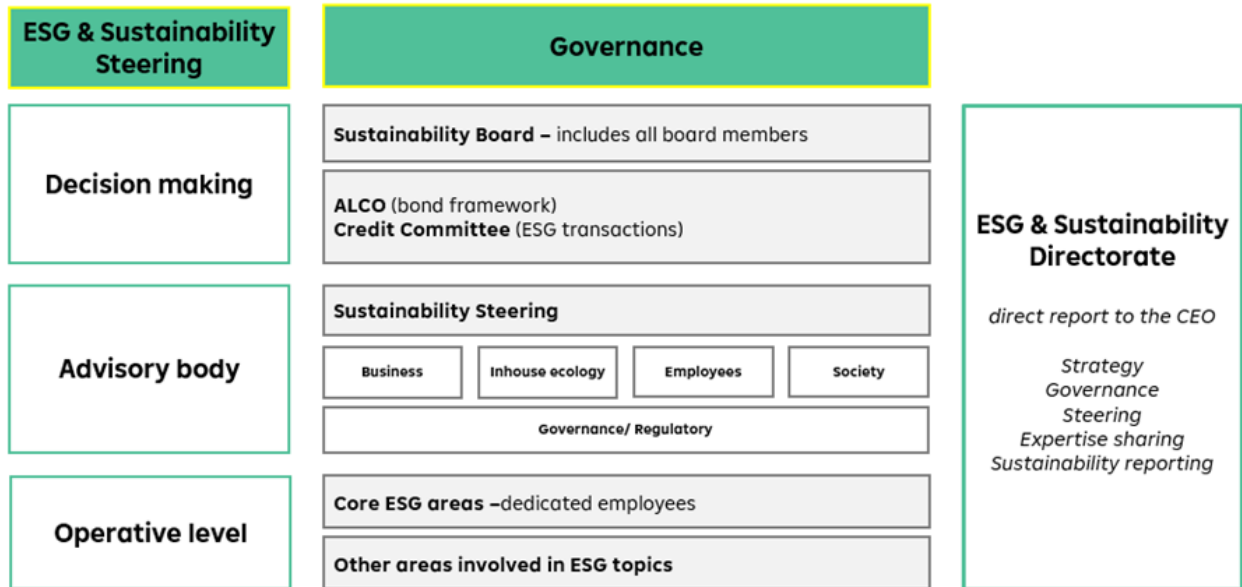 ESG & Sustainability
Steering
Governance
Decision making
Sustainability Board – includes all board members
ALCO (bond framework)
Credit Committee (ESG transactions)
Advisory body
Sustainability Steering
Business
Inhouse ecology
Employees
Society
Governance/ Regulatory
Operative level
Core ESG areas –dedicated employees
Other areas involved in ESG topics
ESG & Sustainability
Directorate
direct report to the CEO
Strategy
Governance
Steering
Expertise sharing
Sustainability reporting